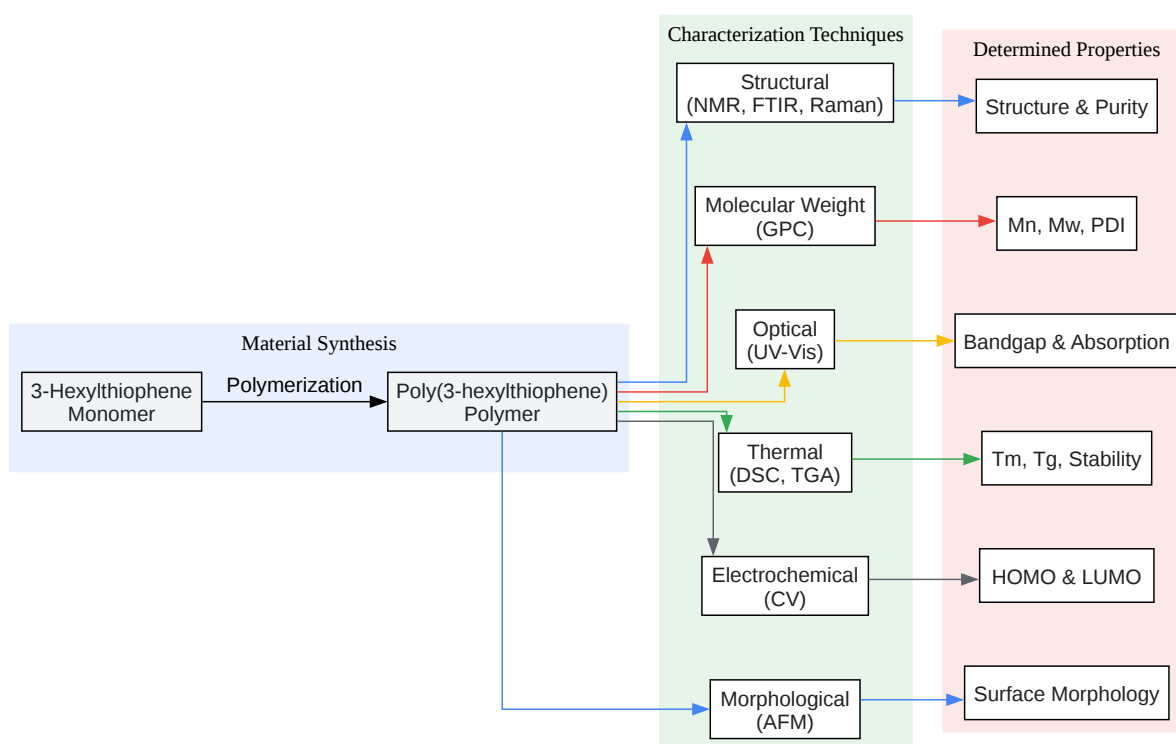 Characterization Techniques
Determined Properties
Structural
(NMR, FTIR, Raman)
Structure & Purity
Molecular Weight
(GPC)
Mn, Mw, PDI
Material Synthesis
Optical
(UV-Vis)
Bandgap & Absorption
3-Hexylthiophene
Monomer
Polymerization
Poly(3-hexylthiophene)
Polymer
Thermal
(DSC, TGA)
Tm, Tg, Stability
Electrochemical
(CV)
HOMO & LUMO
Morphological
(AFM)
Surface Morphology